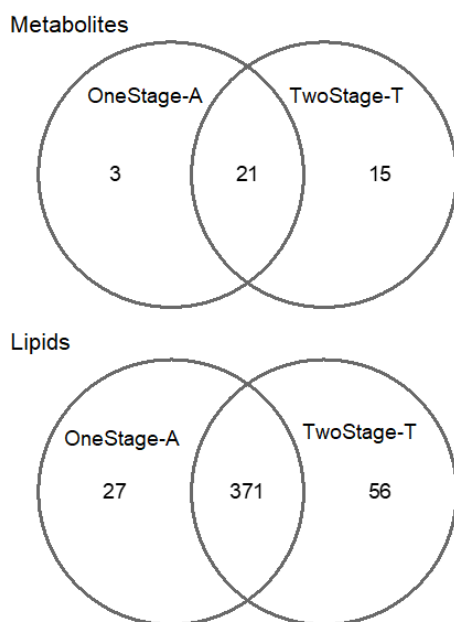 Metabolites
OneStage-A TwoStage-T
3 21 15
Lipids
OneStage-A TwoStage-T
27 371 56